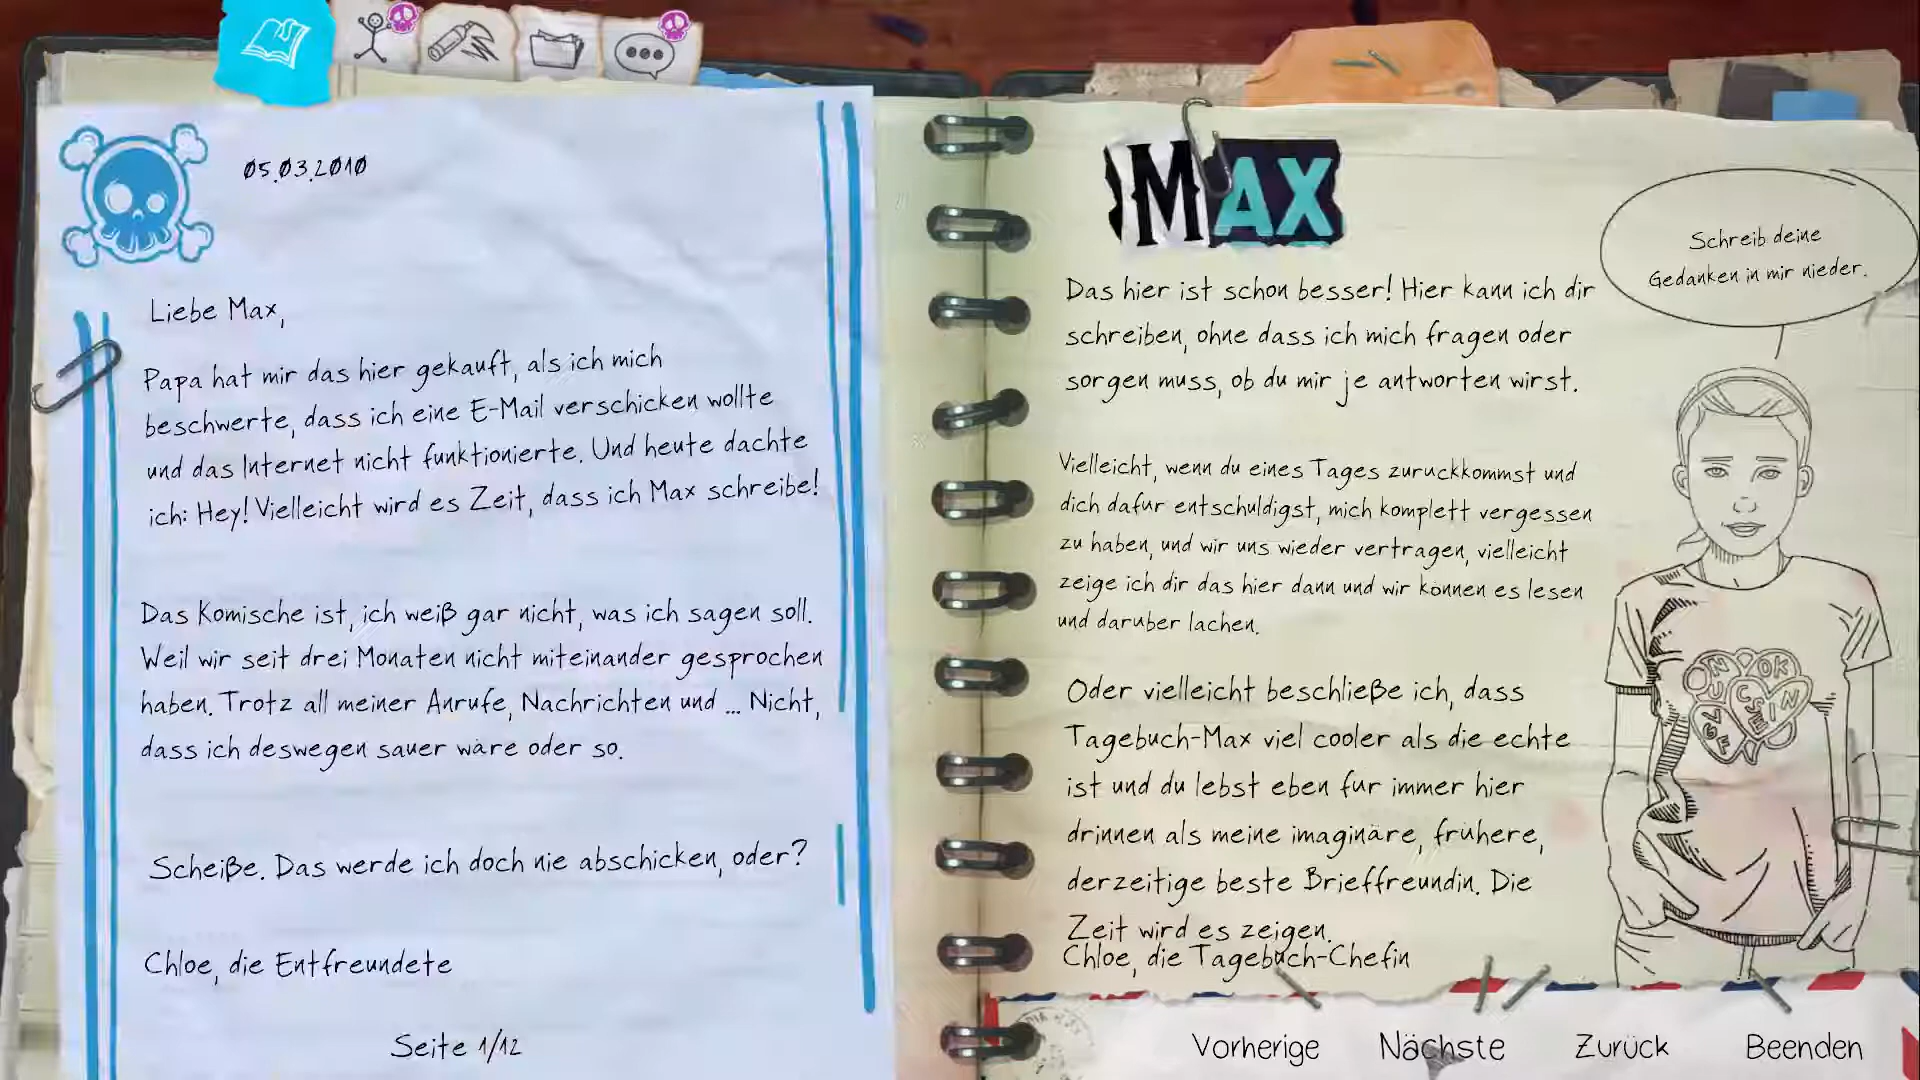 05.03.2010
Liebe Max,
Papa hat mir das hier gekauft, als ich mich
beschwerte, dass ich eine E-Mail verschicken wollte
und das Internet nicht funktionierte. Und heute dachte
ich: Hey! Vielleicht wird es Zeit, dass ich Max schreibe!
Das Komische ist, ich weiß gar nicht, was ich sagen soll.
Weil wir seit drei Monaten nicht miteinander gesprochen
haben. Trotz all meiner Anrufe, Nachrichten und ... Nicht,
dass ich deswegen sauer wäre oder so.
Scheiße. Das werde ich doch nie abschicken, oder?
Chloe, die Entfreundete
Seite 1/12
MAX
Das hier ist schon besser! Hier kann ich dir
schreiben, ohne dass ich mich fragen oder
sorgen muss, ob du mir je antworten wirst.
Vielleicht, wenn du eines Tages zuruckkommst und
dich dafur entschuldigst, mich komplett vergessen
zu haben, und wir uns wieder vertragen, vielleicht
zeige ich dir das hier dann und wir können es lesen
und daruber lachen.
Oder vielleicht beschließe ich, dass
Tagebuch-Max viel cooler als die echte
ist und du lebst eben fur immer hier
drinnen als meine imaginäre, fruhere,
derzeitige beste Brieffreundin. Die
Zeit wird es zeigen.
Chloe, die Tagebuch-Chefin
Schreib deine
Gedanken in mir nieder.
Vorherige
Nächste
Zurück
Beenden